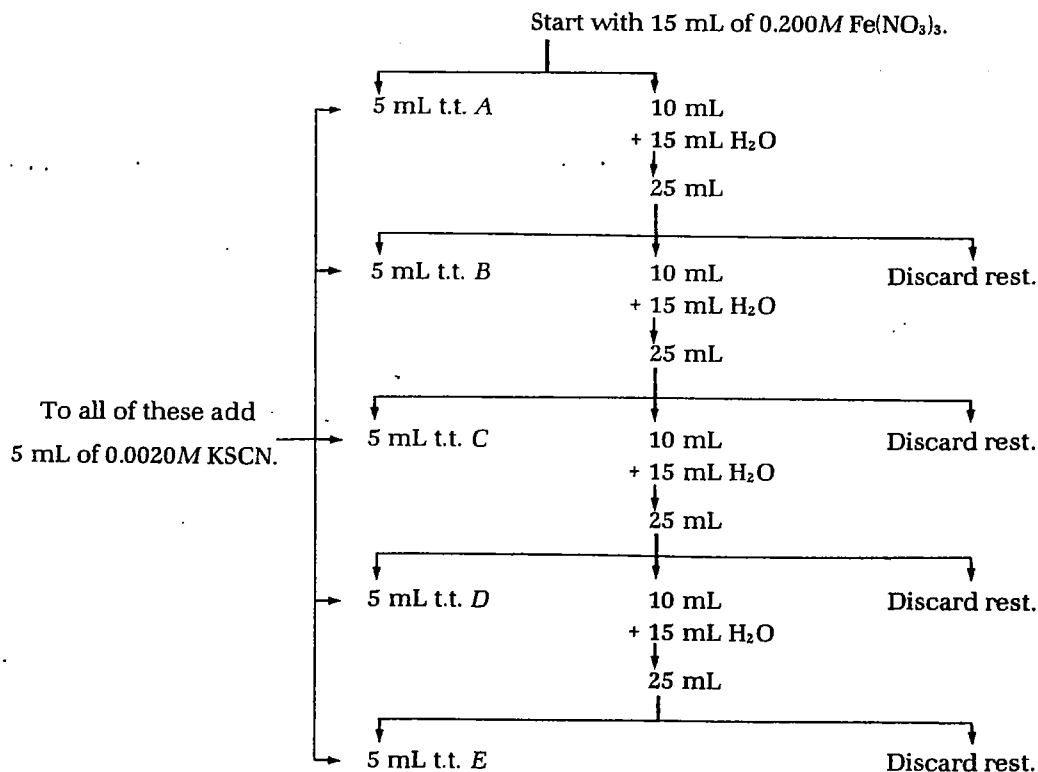 Start with 15 mL of 0.200M Fe(NO₃)₃.
5 mL t.t. A
10 mL
+ 15 mL H₂O
25 mL
5 mL t.t. B
10 mL
Discard rest.
+ 15 mL H₂O
25 mL
To all of these add
5 mL of 0.0020M KSCN.
5 mL t.t. C
10 mL
Discard rest.
+ 15 mL H₂O
25 mL
5 mL t.t. D
10 mL
Discard rest.
+ 15 mL H₂O
25 mL
5 mL t.t. E
Discard rest.